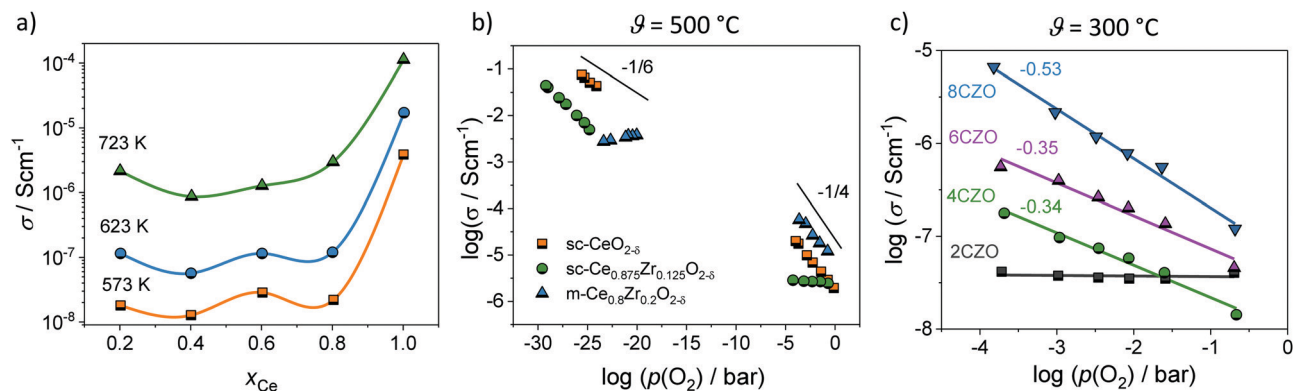 a)
10⁻⁴
10⁻⁵
10⁻⁶
10⁻⁷
10⁻⁸
σ / Scm⁻¹
723 K
623 K
573 K
0.2 0.4 0.6 0.8 1.0
x_Ce
b)
ϑ = 500 °C
-1
-2
-3
-4
-5
-6
log(σ / Scm⁻¹)
-1/6
-1/4
sc-CeO₂₋δ
sc-Ce₀.₈₇₅Zr₀.₁₂₅O₂₋δ
m-Ce₀.₈Zr₀.₂O₂₋δ
-30 -25 -20 -15 -10 -5 0
log (p(O₂) / bar)
c)
ϑ = 300 °C
-5
-6
-7
-8
log (σ / Scm⁻¹)
-0.53
8CZO
-0.35
6CZO
-0.34
4CZO
2CZO
-4 -3 -2 -1 0
log (p(O₂) / bar)